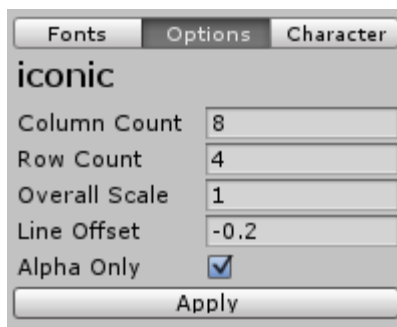 Fonts Options Character
iconic
Column Count 8
Row Count 4
Overall Scale 1
Line Offset -0.2
Alpha Only
Apply